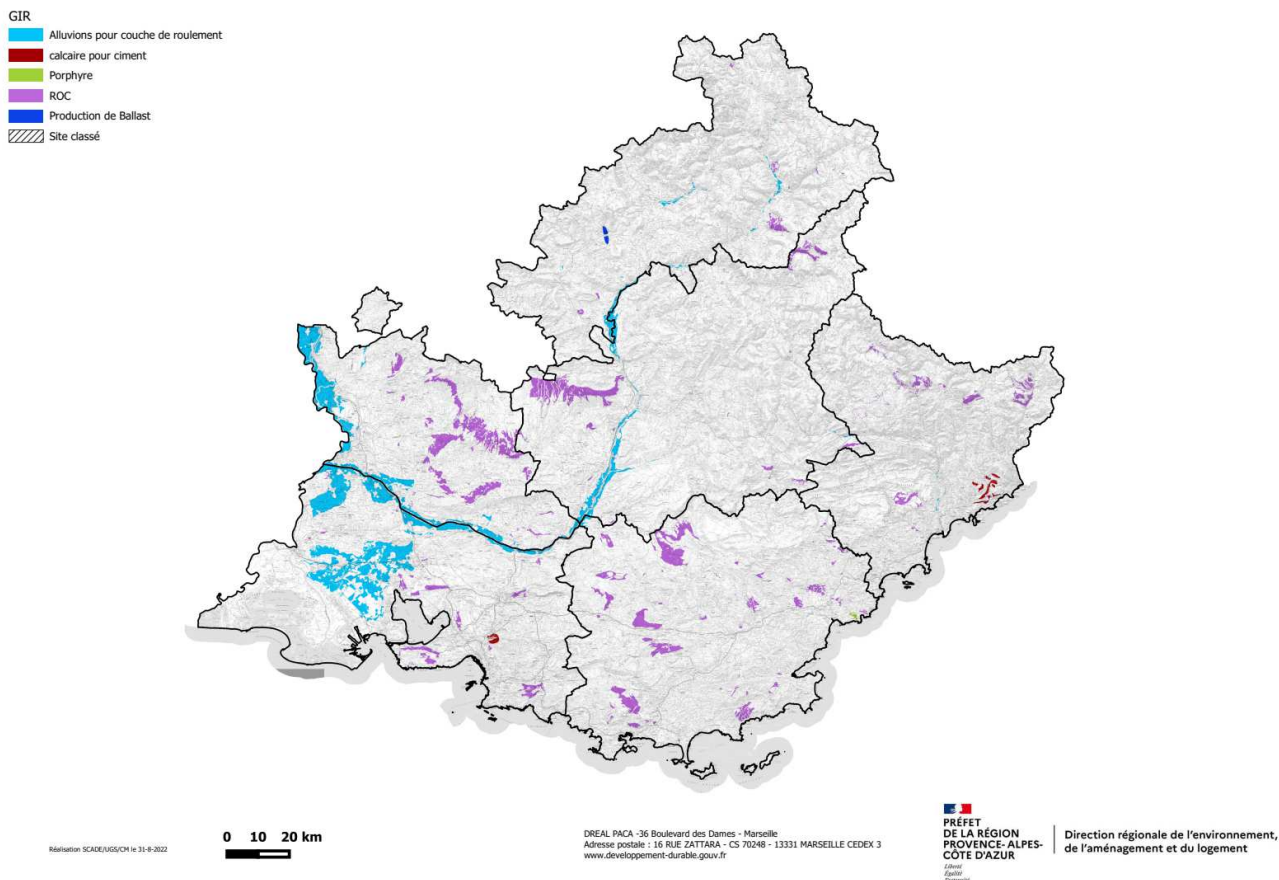 GIR
Alluvions pour couche de roulement
calcaire pour ciment
Porphyre
ROC
Production de Ballast
Site classé
Réalisation SCADE/UGS/CM le 31-8-2022
0 10 20 km
DREAL PACA -36 Boulevard des Dames - Marseille
Adresse postale : 16 RUE ZATTARA - CS 70248 - 13331 MARSEILLE CEDEX 3
www.developpement-durable.gouv.fr
PRÉFET
DE LA RÉGION
PROVENCE- ALPES-
CÔTE D'AZUR
Liberté
Égalité
Fraternité
Direction régionale de l'environnement,
de l'aménagement et du logement